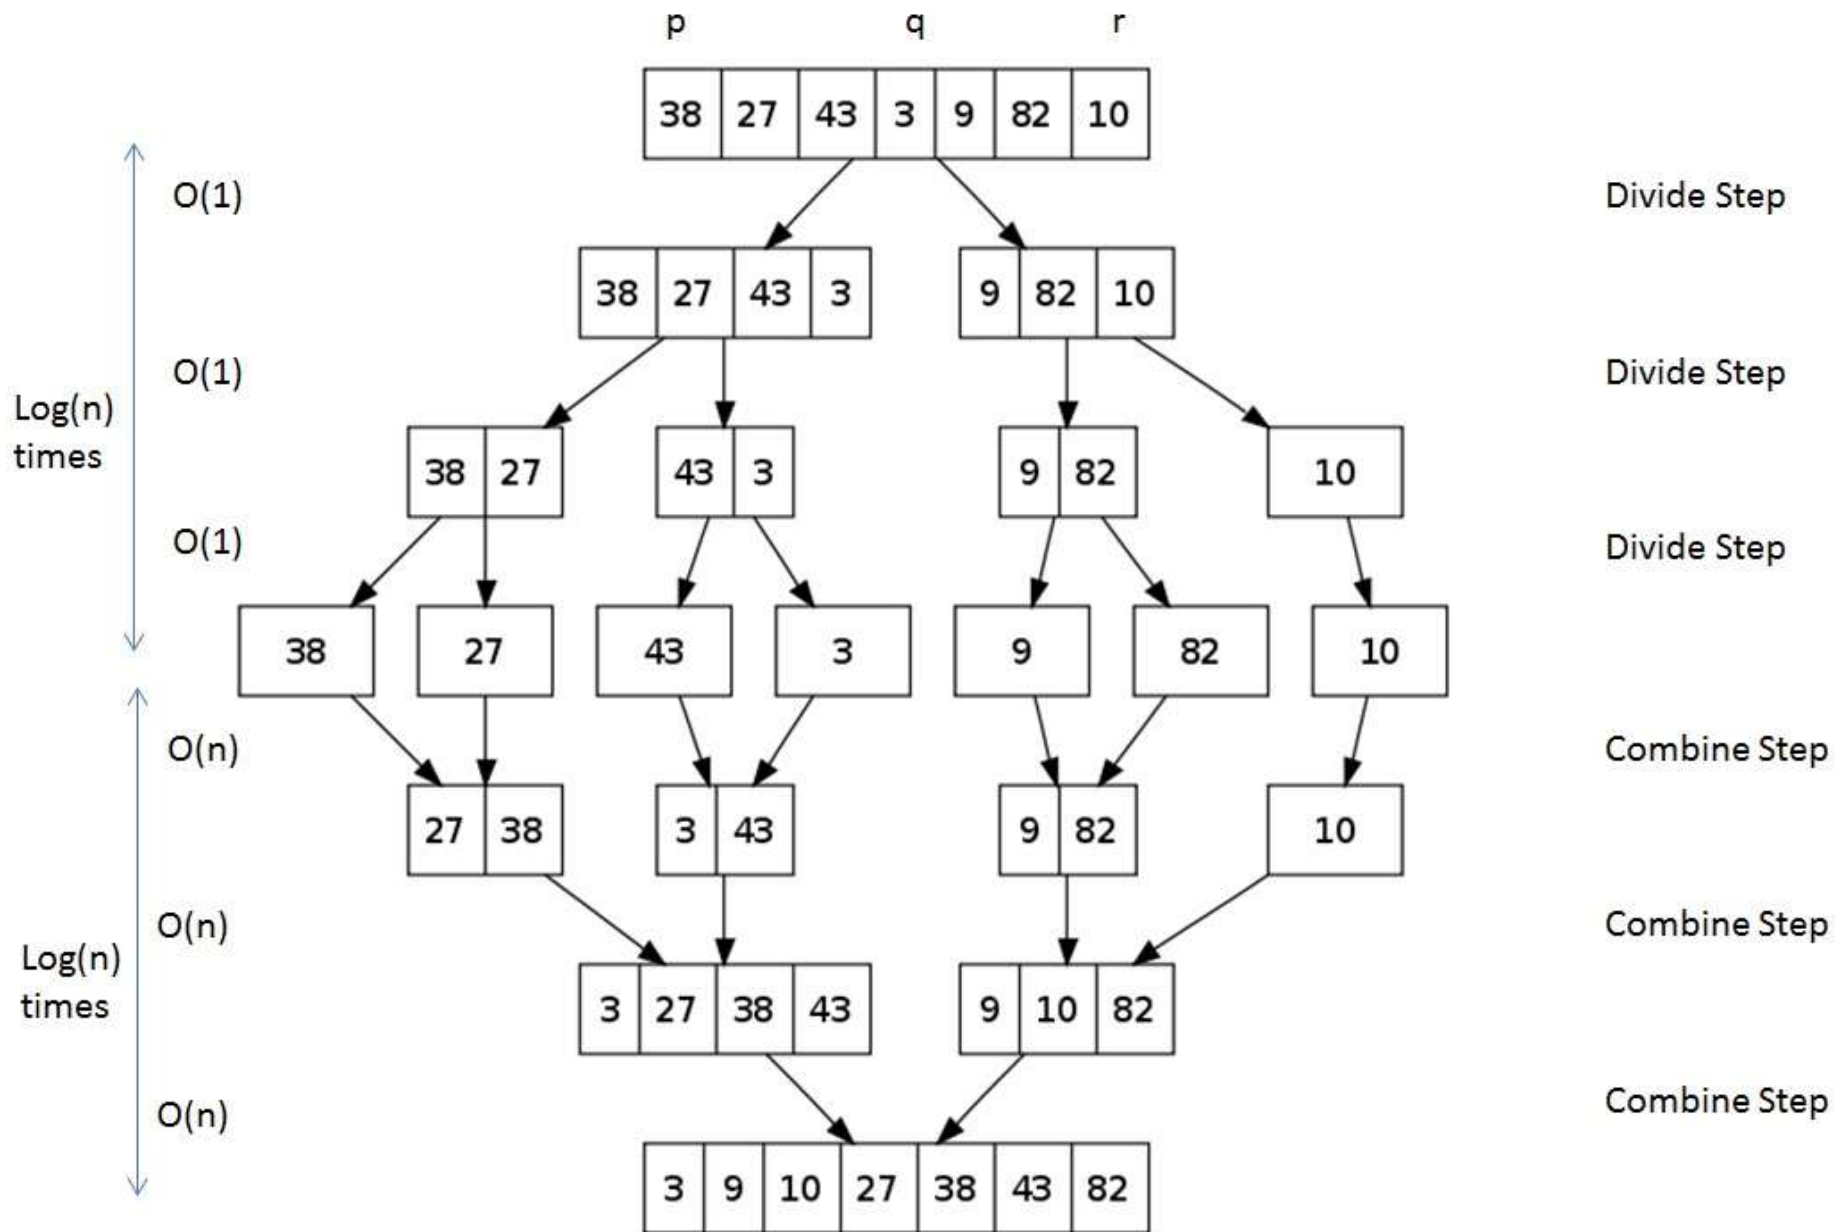 p q r
38 27 43 3 9 82 10
O(1) Divide Step
38 27 43 3 9 82 10
O(1) Divide Step
Log(n)
times
38 27 43 3 9 82 10
O(1) Divide Step
38 27 43 3 9 82 10
O(n) Combine Step
27 38 3 43 9 82 10
O(n) Combine Step
Log(n)
times
3 27 38 43 9 10 82
O(n) Combine Step
3 9 10 27 38 43 82